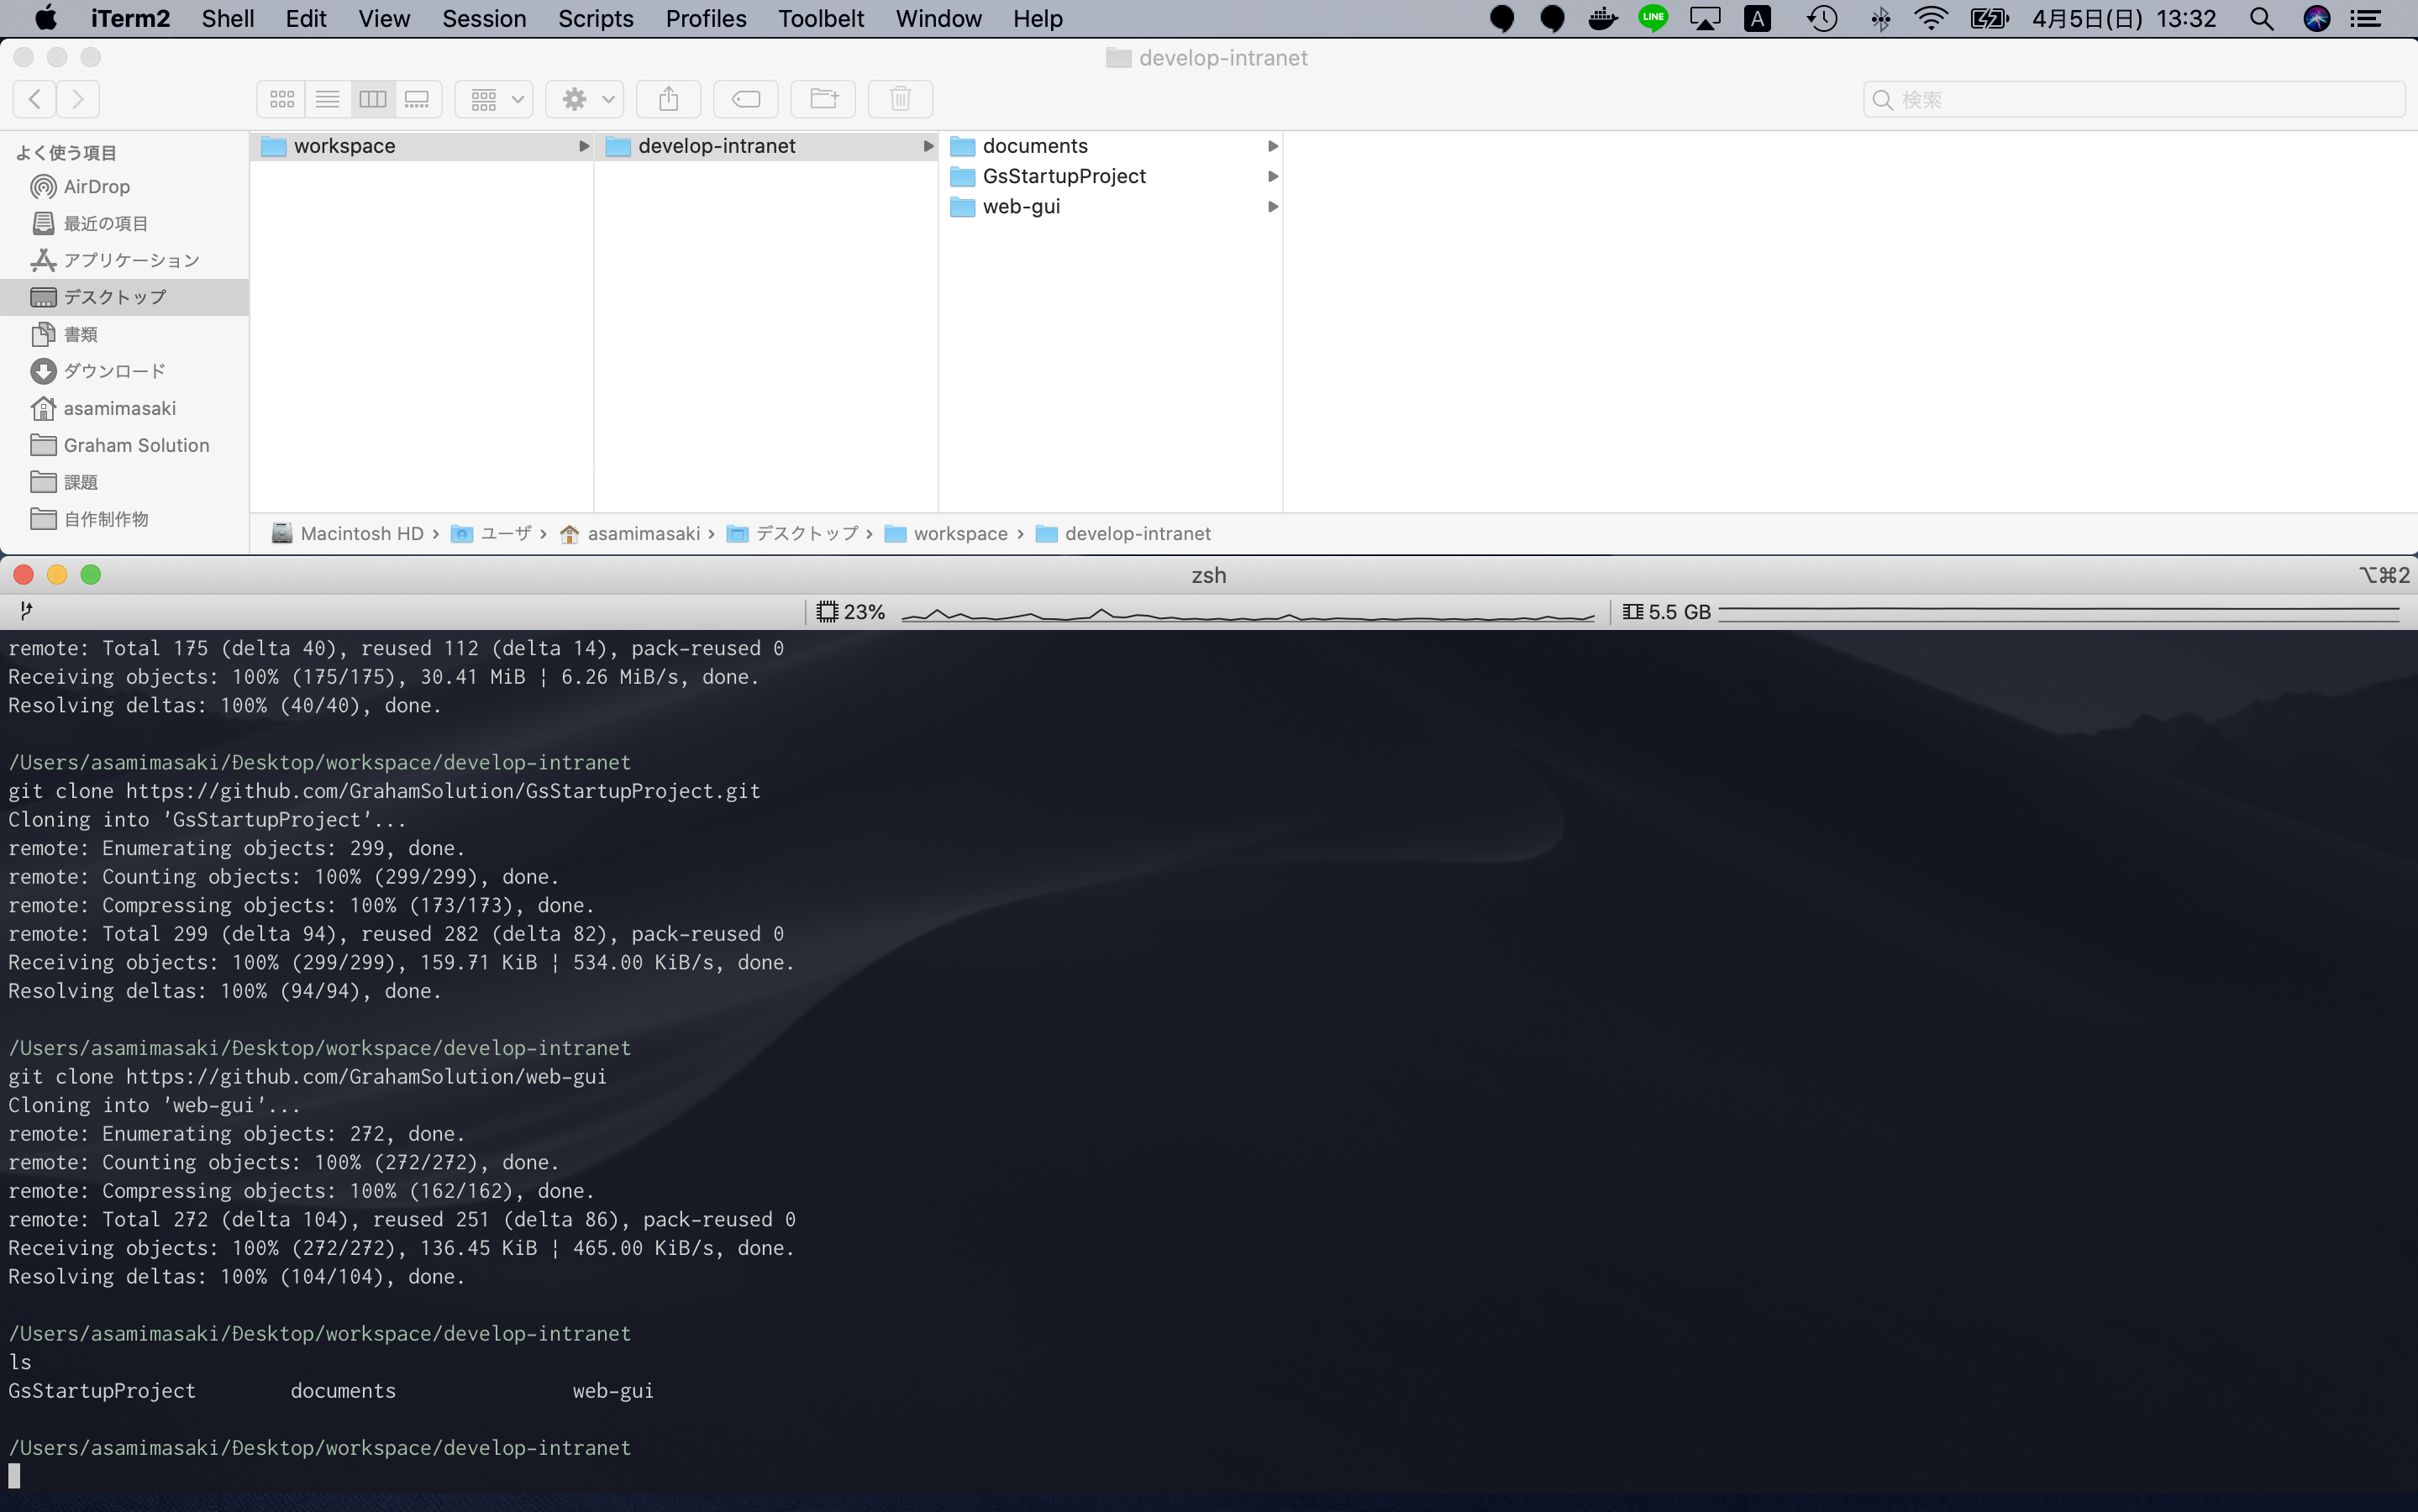 iTerm2 Shell Edit View Session Scripts Profiles Toolbelt Window Help LINE A 4月5日(日) 13:32
develop-intranet
検索
よく使う項目
AirDrop
最近の項目
アプリケーション
デスクトップ
書類
ダウンロード
asamimasaki
Graham Solution
課題
自作制作物
workspace
develop-intranet
documents
GsStartupProject
web-gui
Macintosh HD › ユーザ › asamimasaki › デスクトップ › workspace › develop-intranet
zsh ⌥⌘2
23% 5.5 GB
remote: Total 175 (delta 40), reused 112 (delta 14), pack-reused 0
Receiving objects: 100% (175/175), 30.41 MiB | 6.26 MiB/s, done.
Resolving deltas: 100% (40/40), done.
/Users/asamimasaki/Desktop/workspace/develop-intranet
git clone https://github.com/GrahamSolution/GsStartupProject.git
Cloning into 'GsStartupProject'...
remote: Enumerating objects: 299, done.
remote: Counting objects: 100% (299/299), done.
remote: Compressing objects: 100% (173/173), done.
remote: Total 299 (delta 94), reused 282 (delta 82), pack-reused 0
Receiving objects: 100% (299/299), 159.71 KiB | 534.00 KiB/s, done.
Resolving deltas: 100% (94/94), done.
/Users/asamimasaki/Desktop/workspace/develop-intranet
git clone https://github.com/GrahamSolution/web-gui
Cloning into 'web-gui'...
remote: Enumerating objects: 272, done.
remote: Counting objects: 100% (272/272), done.
remote: Compressing objects: 100% (162/162), done.
remote: Total 272 (delta 104), reused 251 (delta 86), pack-reused 0
Receiving objects: 100% (272/272), 136.45 KiB | 465.00 KiB/s, done.
Resolving deltas: 100% (104/104), done.
/Users/asamimasaki/Desktop/workspace/develop-intranet
ls
GsStartupProject documents web-gui
/Users/asamimasaki/Desktop/workspace/develop-intranet